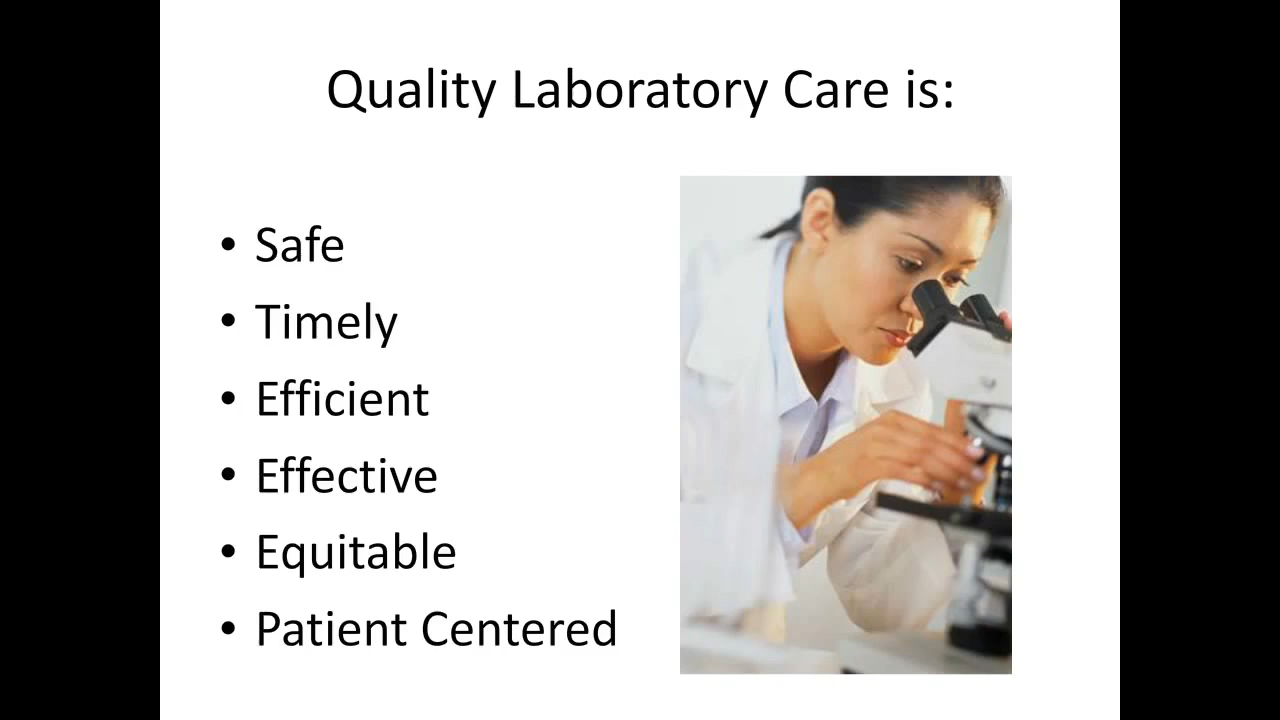 Quality Laboratory Care is:
• Safe
• Timely
• Efficient
• Effective
• Equitable
• Patient Centered